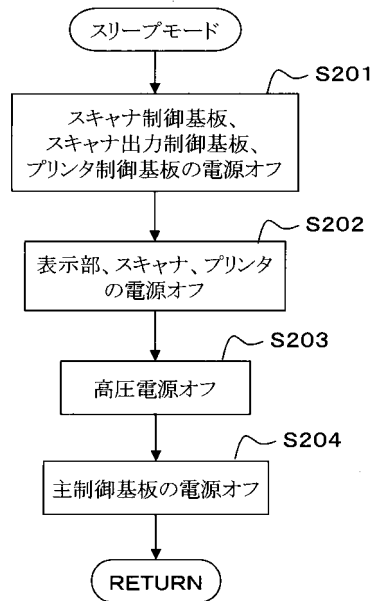 スリープモード
S201
スキャナ制御基板、
スキャナ出力制御基板、
プリンタ制御基板の電源オフ
S202
表示部、スキャナ、プリンタ
の電源オフ
S203
高圧電源オフ
S204
主制御基板の電源オフ
RETURN